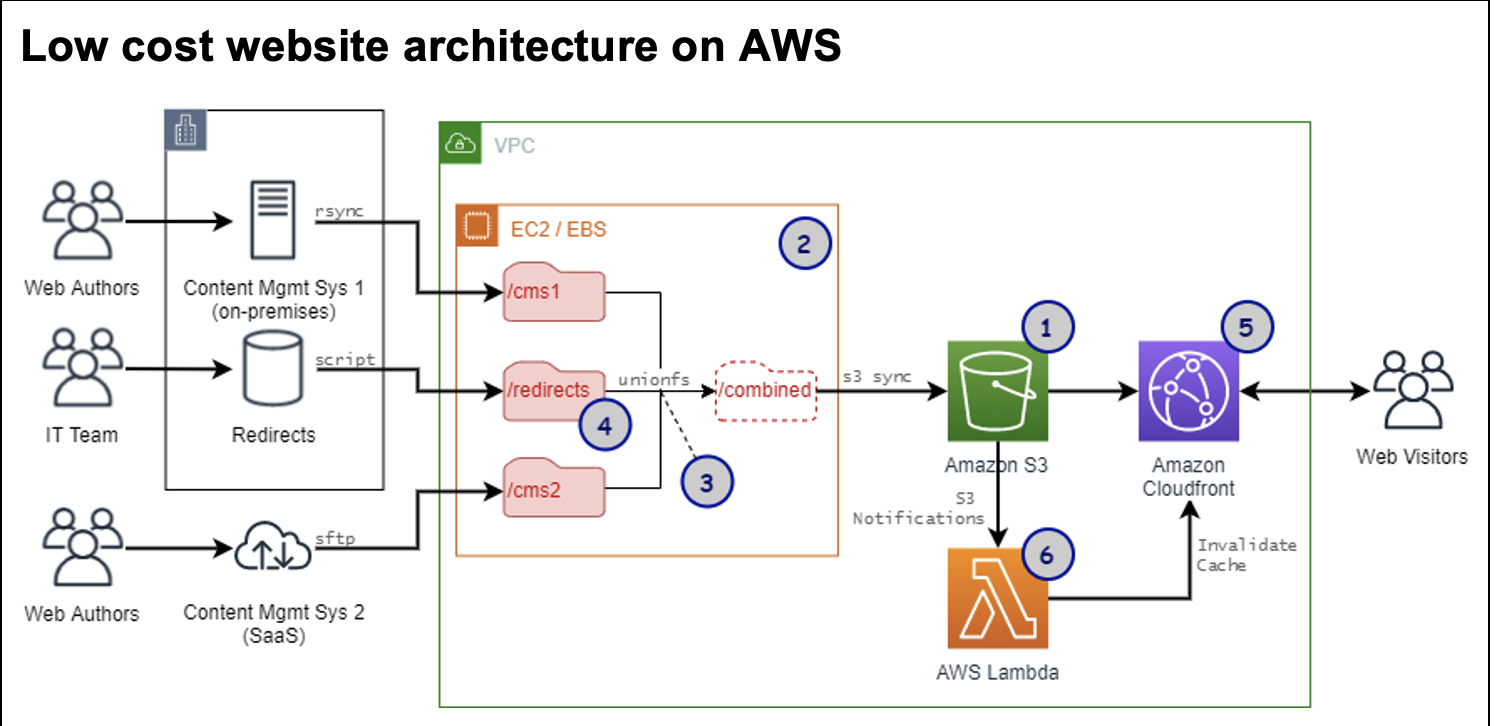 Low cost website architecture on AWS
VPC
EC2 / EBS
2
Web Authors
Content Mgmt Sys 1
(on-premises)
rsync
/cms1
IT Team
Redirects
script
/redirects
4
unionfs
3
/combined
s3 sync
1
Amazon S3
5
Amazon
Cloudfront
Web Visitors
Web Authors
Content Mgmt Sys 2
(SaaS)
sftp
/cms2
S3
Notifications
6
AWS Lambda
Invalidate
Cache